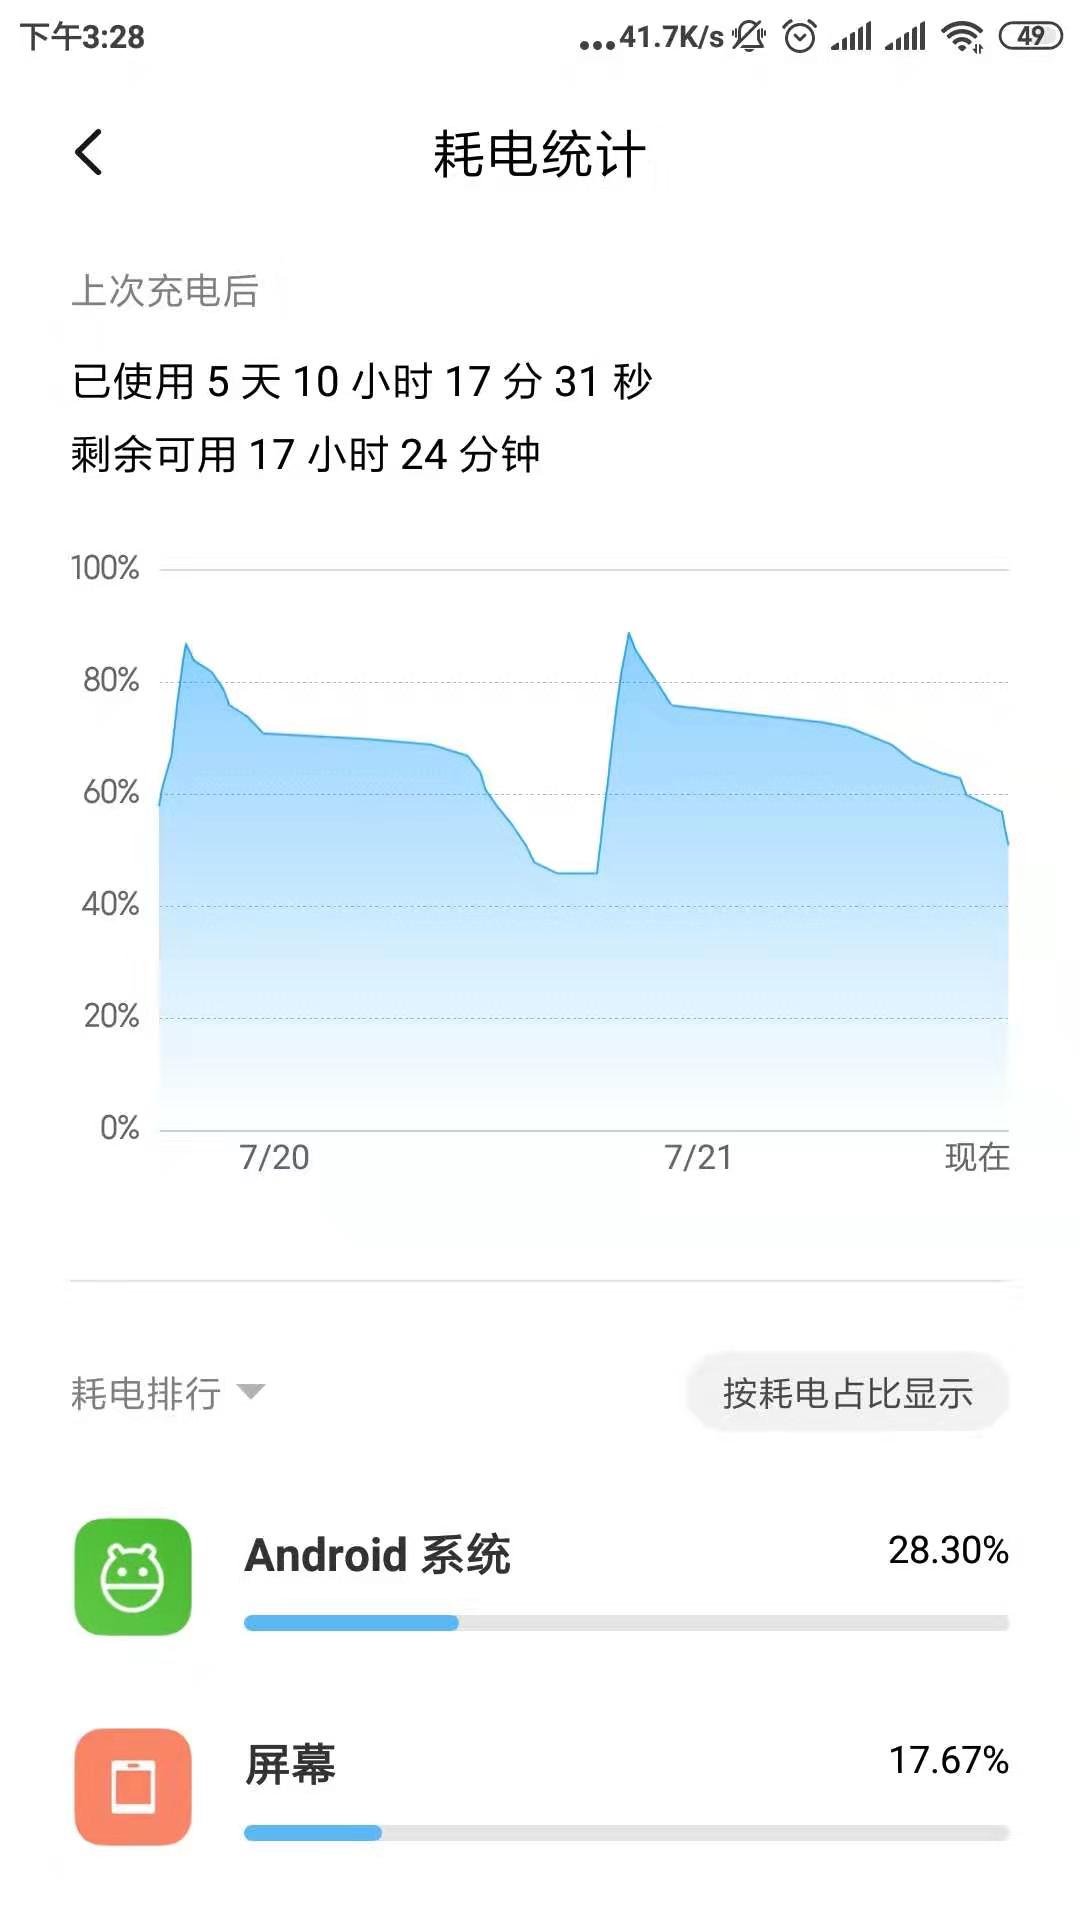 下午3:28
...41.7K/s
49
耗电统计
上次充电后
已使用 5 天 10 小时 17 分 31 秒
剩余可用 17 小时 24 分钟
100%
80%
60%
40%
20%
0%
7/20
7/21
现在
耗电排行
按耗电占比显示
Android 系统
28.30%
屏幕
17.67%